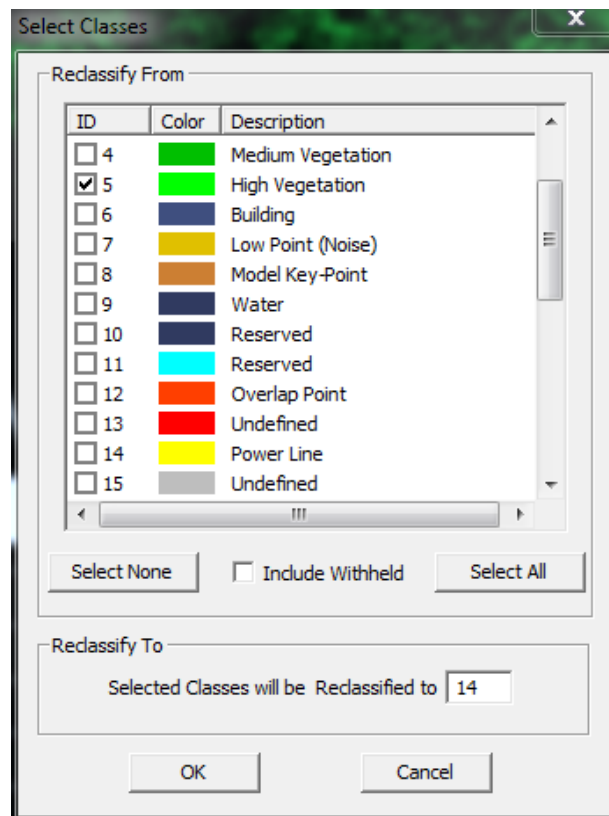 Select Classes
X
Reclassify From
ID Color Description
4 Medium Vegetation
5 High Vegetation
6 Building
7 Low Point (Noise)
8 Model Key-Point
9 Water
10 Reserved
11 Reserved
12 Overlap Point
13 Undefined
14 Power Line
15 Undefined
Select None Include Withheld Select All
Reclassify To
Selected Classes will be Reclassified to 14
OK Cancel